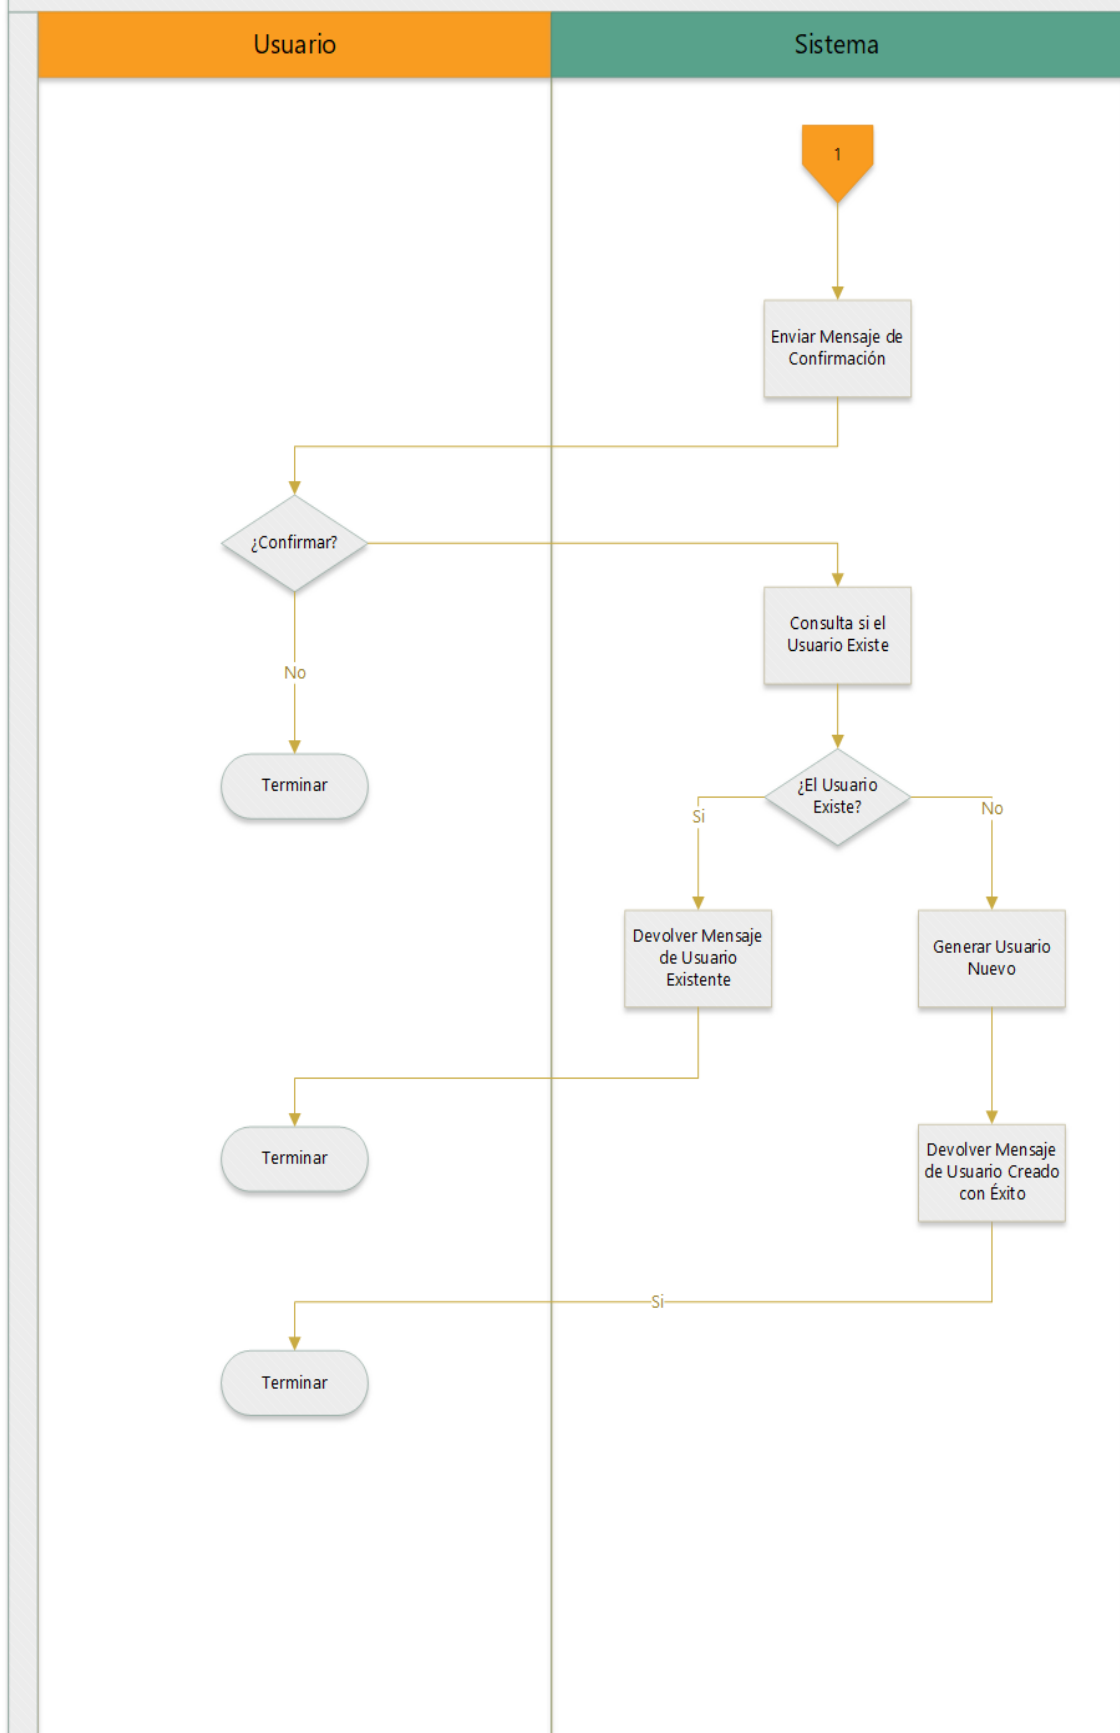 Usuario
Sistema
1
Enviar Mensaje de
Confirmación
¿Confirmar?
Consulta si el
Usuario Existe
No
Terminar
¿El Usuario
Existe?
Si
No
Devolver Mensaje
de Usuario
Existente
Generar Usuario
Nuevo
Terminar
Devolver Mensaje
de Usuario Creado
con Éxito
Si
Terminar